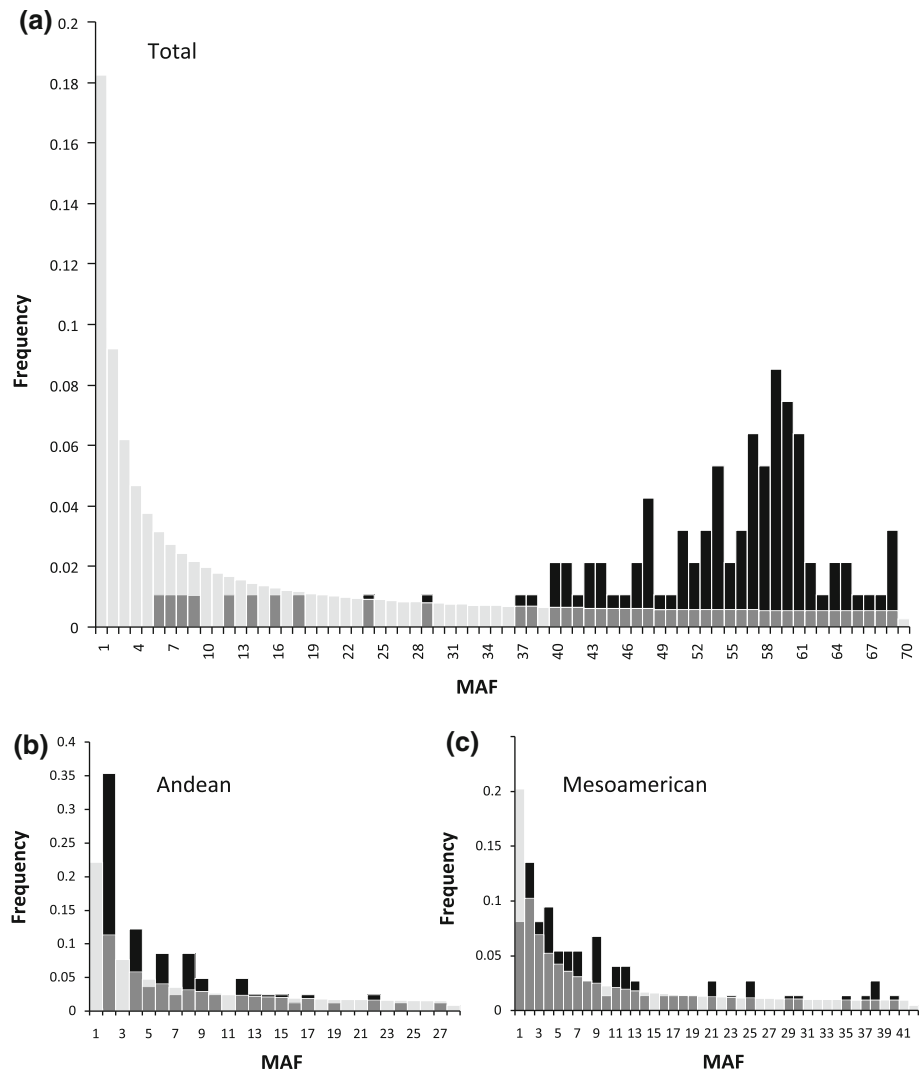 (a)
Total
Frequency
0.2
0.18
0.16
0.14
0.12
0.1
0.08
0.06
0.04
0.02
0
1 4 7 10 13 16 19 22 25 28 31 34 37 40 43 46 49 52 55 58 61 64 67 70
MAF
(b)
Andean
Frequency
0.4
0.35
0.3
0.25
0.2
0.15
0.1
0.05
0
1 3 5 7 9 11 13 15 17 19 21 23 25 27
MAF
(c)
Mesoamerican
Frequency
0.2
0.15
0.1
0.05
0
1 3 5 7 9 11 13 15 17 19 21 23 25 27 29 31 33 35 37 39 41
MAF